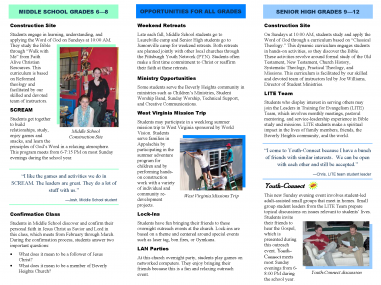 MIDDLE SCHOOL GRADES 6—8
Construction Site
Students engage in learning, understanding, and
applying the Word of God on Sundays at 10:00 AM.
They study the Bible
through "Walk with
Me" from Faith
Alive Christian
Resources. This
curriculum is based
on Reformed
theology and
facilitated by our
skilled and devoted
team of instructors.
Middle School
Construction Site
SCREAM
Students get together
to build
relationships, study,
enjoy games and
snacks, and learn the
principles of God's Word in a relaxing atmosphere.
This program meets from 6-7:15 PM on most Sunday
evenings during the school year.
"I like the games and activities we do in
SCREAM. The leaders are great. They do a lot of
stuff with us."
—Jared, Middle School student
Confirmation Class
Students in Middle School discover and confirm their
personal faith in Jesus Christ as Savior and Lord in
this class, which meets from February through March.
During the confirmation process, students answer two
important questions:
• What does it mean to be a follower of Jesus
Christ?
• What does it mean to be a member of Beverly
Heights Church?
OPPORTUNITIES FOR ALL GRADES
Weekend Retreats
Late each fall, Middle School students go to
Laurelville camp and Senior High students go to
Jumonville camp for weekend retreats. Both retreats
are planned jointly with other local churches through
the Pittsburgh Youth Network (PYN). Students often
make a first time commitment to Christ or reaffirm
their faith at these retreats.
Ministry Opportunities
Some students serve the Beverly Heights community in
ministries such as Children's Ministries, Student
Worship Band, Sunday Worship, Technical Support,
and Creative Communications.
West Virginia Mission Trip
Students may participate in a weeklong summer
mission trip to West Virginia sponsored by World
Vision. Students
serve families in
Appalachia by
participating in the
summer adventure
program for
children and by
performing hands-
on construction
work with a variety
of individual and
community
development
projects.
West Virginia Missions Trip
Lock-Ins
Students have fun bringing their friends to these
overnight outreach events at the church. Lock-ins are
based on a theme and centered around special events
such as laser tag, bon fires, or Gymkana.
LAN Parties
At this church overnight party, students play games on
networked computers. They enjoy bringing their
friends because this is a fun and relaxing outreach
event.
SENIOR HIGH GRADES 9—12
Construction Site
On Sundays at 10:00 AM, students study and apply the
Word of God through a curriculum based on "Classical
Theology." This dynamic curriculum engages students
in hands-on activities, as they discover the Bible.
These activities revolve around future study of the Old
Testament, New Testament, Church History,
Systematic Theology, Practical Theology, and
Missions. This curriculum is facilitated by our skilled
and devoted team of instructors led by Joe Williams,
Director of Student Ministries.
LITE Team
Students who display interest in serving others may
join the Leaders in Training for Evangelism (LITE)
Team, which involves monthly meetings, pastoral
mentoring, and service-leadership experience in Bible
study and missions. LITE students make a spiritual
impact in the lives of family members, friends, the
Beverly Heights community, and the world.
"I come to Youth-Connect because I have a bunch
of friends with similar interests. We can be open
with each other and still be accepted."
—Chris, LITE team student leader
Youth-Connect
This new Sunday evening event involves student-led
adult-assisted small groups that meet in homes. Small
group student leaders from the LITE Team prepare
topical discussions on issues relevant to students' lives.
Students invite
their friends to
hear the Gospel,
which is
presented during
this outreach
event. Youth-
Connect meets
most Sunday
evenings from 6-
8:00 PM during
the school year.
Youth-Connect discussion